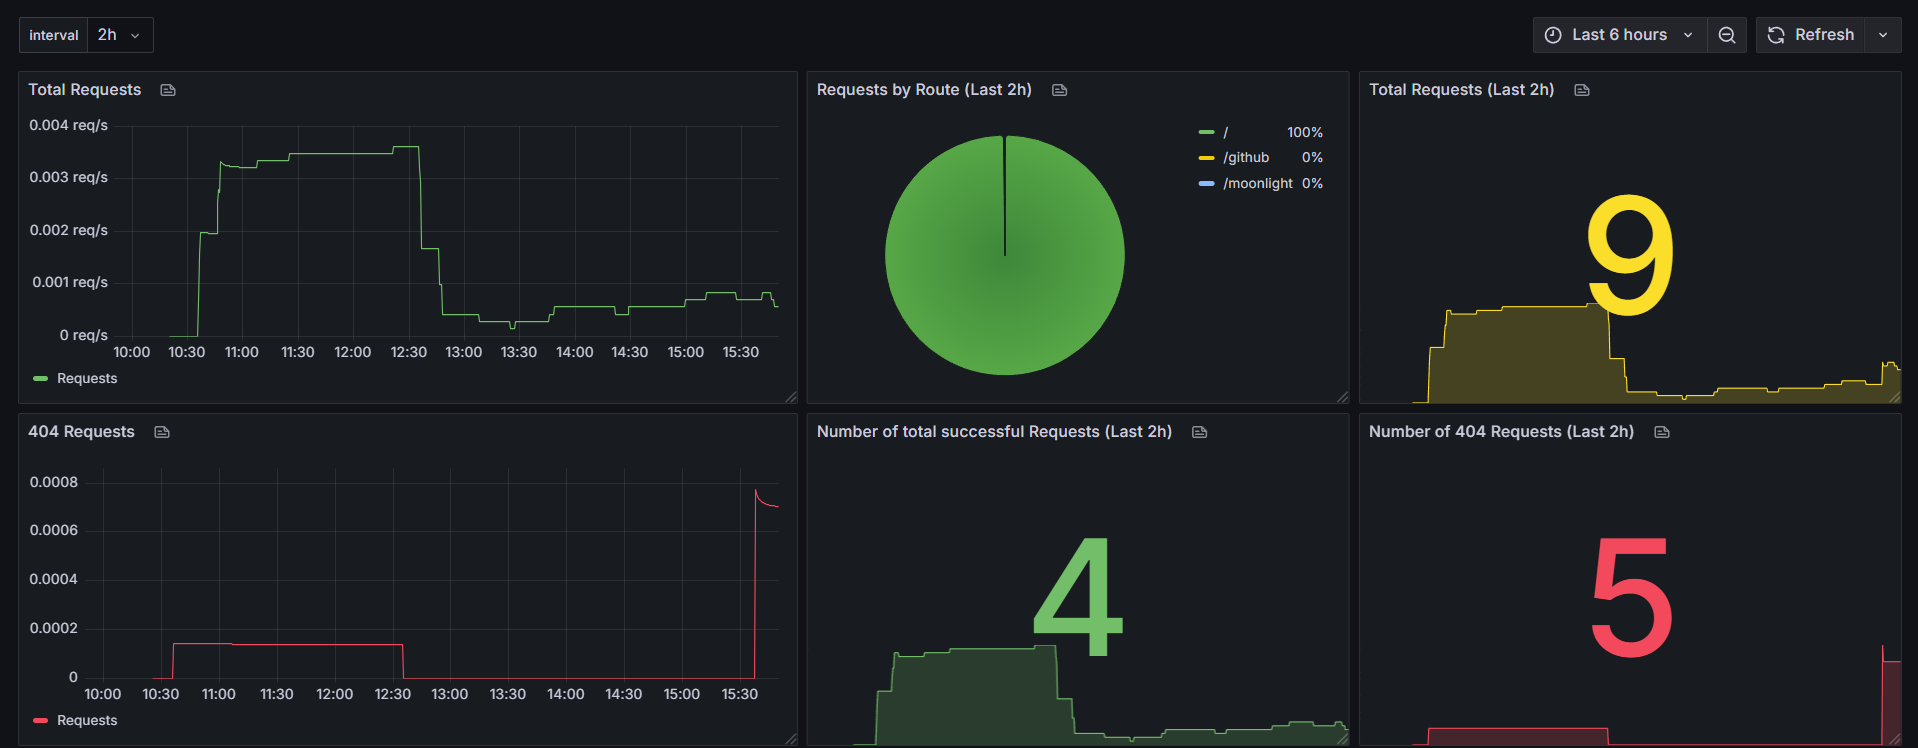 interval 2h
Last 6 hours Refresh
Total Requests
0.004 req/s
0.003 req/s
0.002 req/s
0.001 req/s
0 req/s
10:00 10:30 11:00 11:30 12:00 12:30 13:00 13:30 14:00 14:30 15:00 15:30
Requests
Requests by Route (Last 2h)
/ 100%
/github 0%
/moonlight 0%
Total Requests (Last 2h)
9
404 Requests
0.0008
0.0006
0.0004
0.0002
0
10:00 10:30 11:00 11:30 12:00 12:30 13:00 13:30 14:00 14:30 15:00 15:30
Requests
Number of total successful Requests (Last 2h)
4
Number of 404 Requests (Last 2h)
5